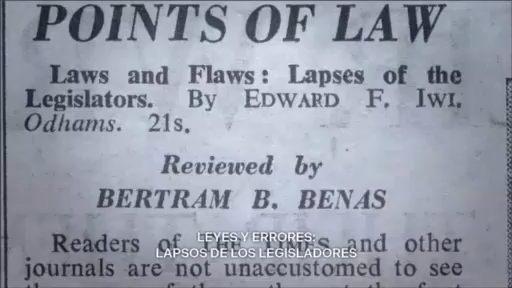 POINTS OF LAW
Laws and Flaws: Lapses of the
Legislators. By EDWARD F. IWI.
Odhams. 21s.
Reviewed by
BERTRAM B. BENAS
Readers of and other
LEYES Y ERRORES:
LAPSOS DE LOS LEGISLADORES
journals are not unaccustomed to see